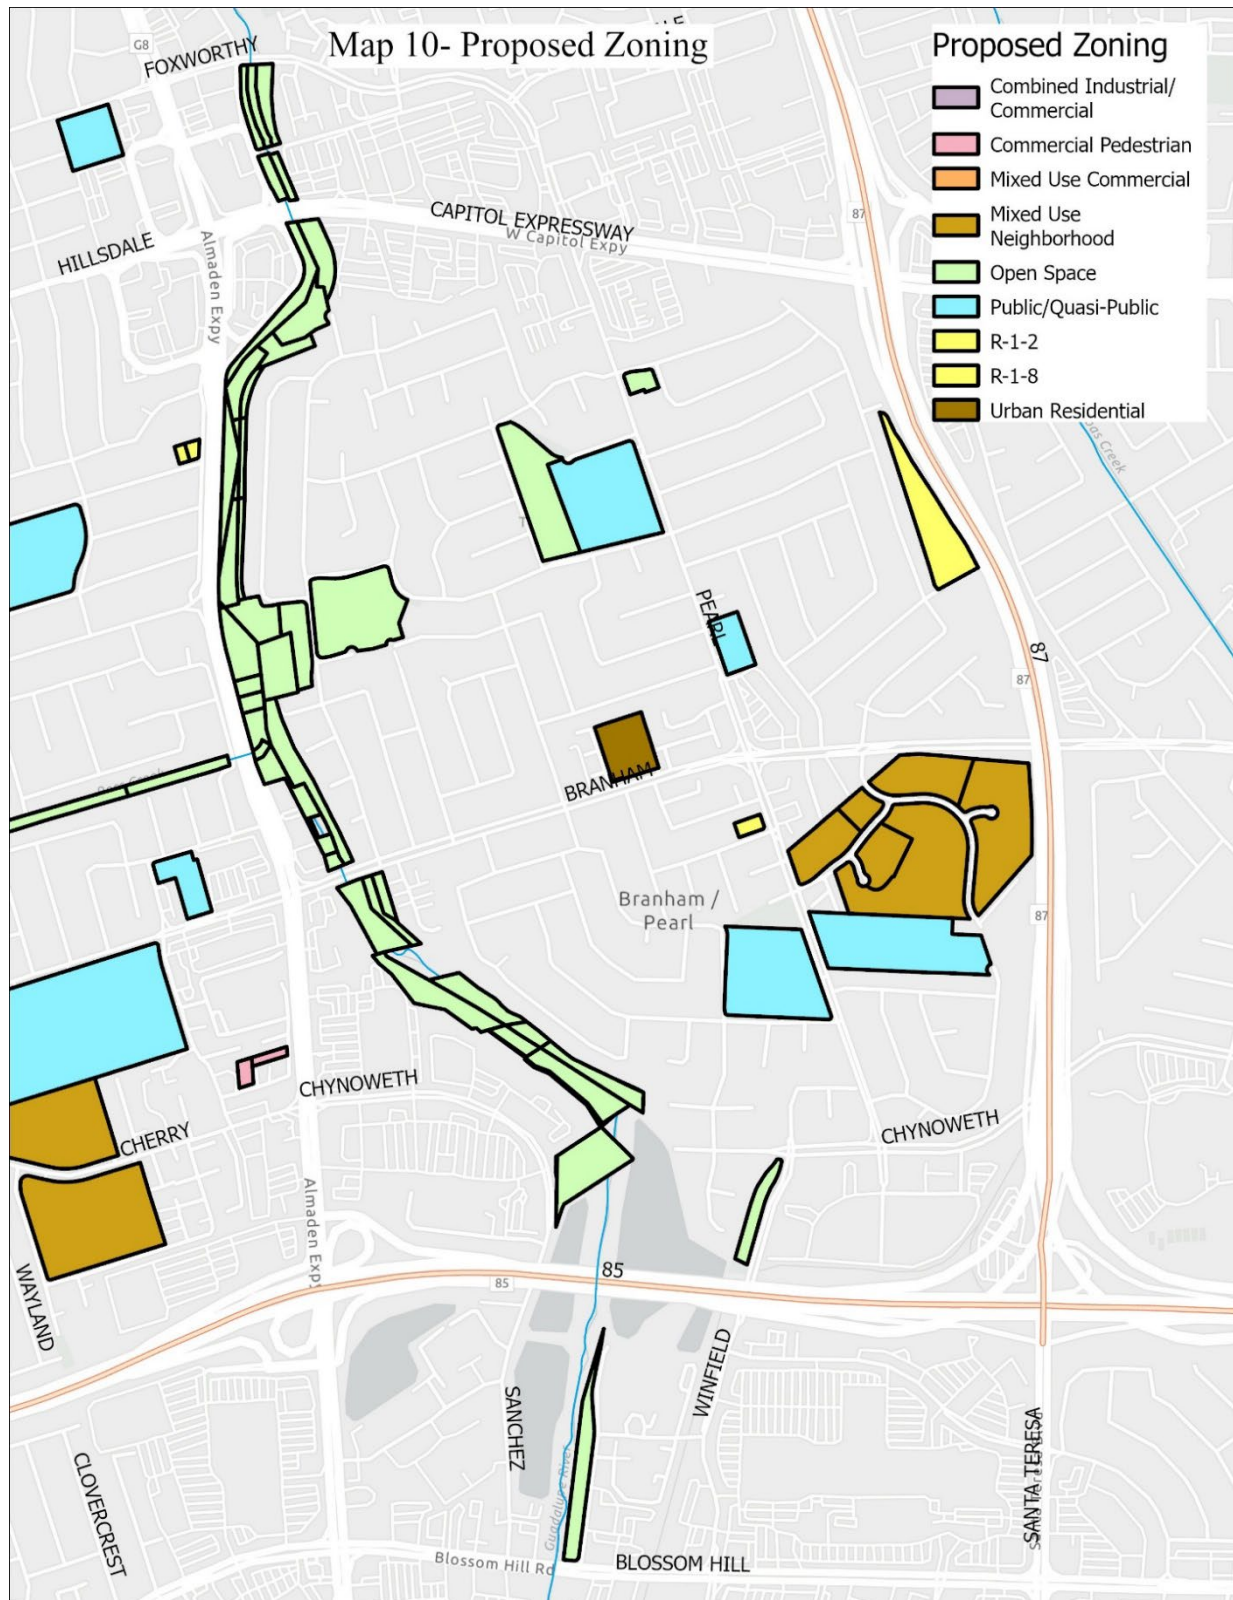 Map 10- Proposed Zoning
Proposed Zoning
Combined Industrial/
Commercial
Commercial Pedestrian
Mixed Use Commercial
Mixed Use
Neighborhood
Open Space
Public/Quasi-Public
R-1-2
R-1-8
Urban Residential
G8
FOXWORTHY
HILLSDALE
Almaden Expy
CAPITOL EXPRESSWAY
W Capitol Expy
87
PEARL
87
87
BRANHAM
Branham /
Pearl
87
CHYNOWETH
CHERRY
CHYNOWETH
Almaden Expy
WAYLAND
85
85
WINFIELD
SANCHEZ
SANTA TERESA
CLOVERCREST
Guadalupe River
Blossom Hill Rd
BLOSSOM HILL